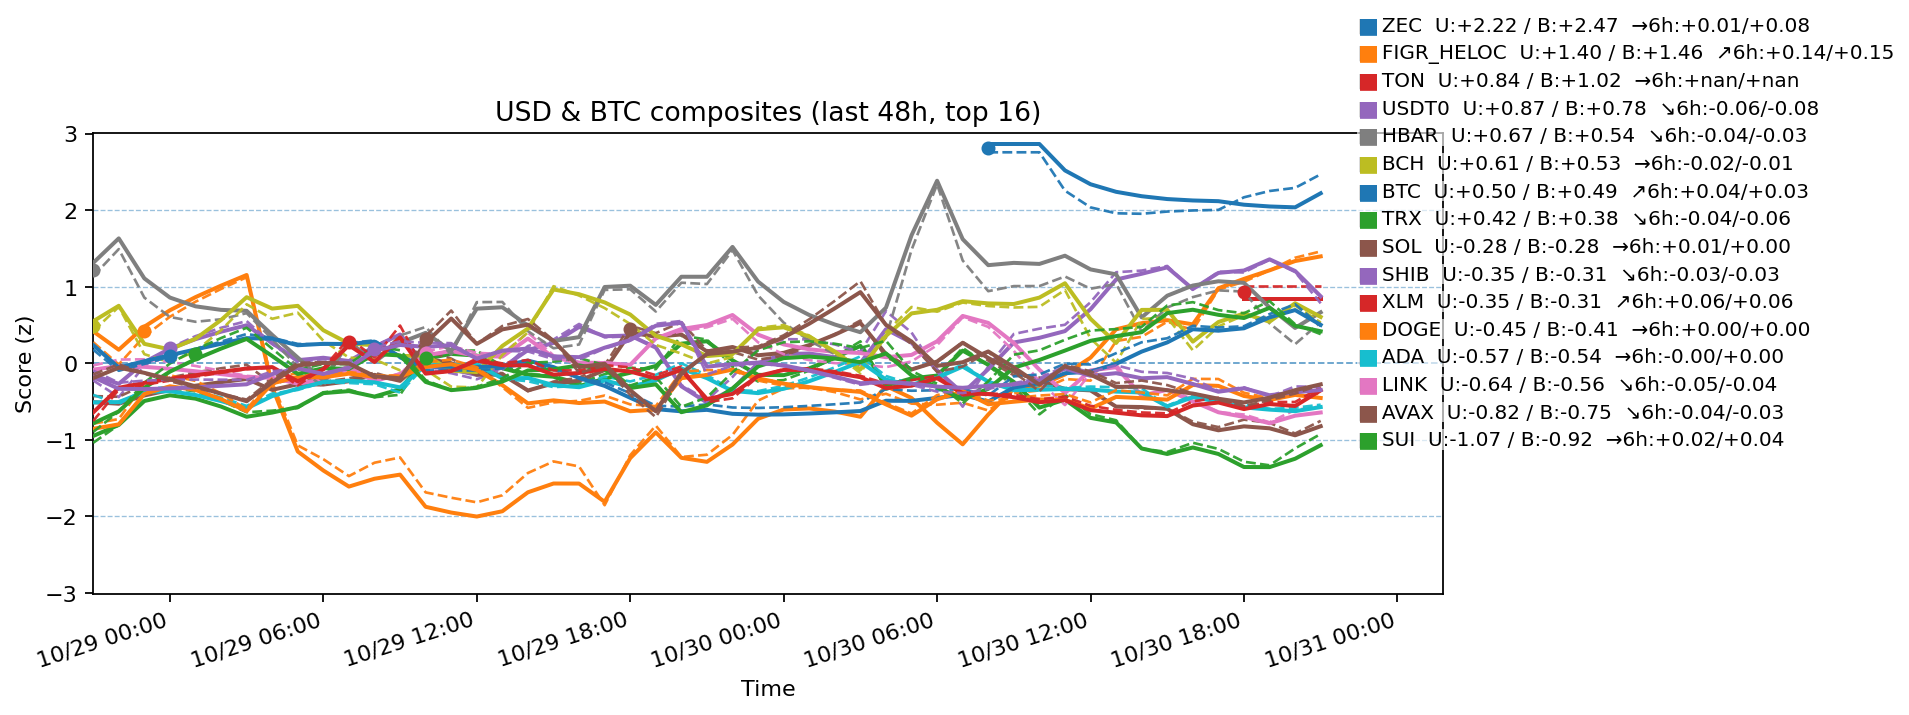 USD & BTC composites (last 48h, top 16)
ZEC U:+2.22 / B:+2.47 →6h:+0.01/+0.08
FIGR_HELOC U:+1.40 / B:+1.46 ↗6h:+0.14/+0.15
TON U:+0.84 / B:+1.02 →6h:+nan/+nan
USDT0 U:+0.87 / B:+0.78 ↘6h:-0.06/-0.08
HBAR U:+0.67 / B:+0.54 ↘6h:-0.04/-0.03
BCH U:+0.61 / B:+0.53 →6h:-0.02/-0.01
BTC U:+0.50 / B:+0.49 ↗6h:+0.04/+0.03
TRX U:+0.42 / B:+0.38 ↘6h:-0.04/-0.06
SOL U:-0.28 / B:-0.28 →6h:+0.01/+0.00
SHIB U:-0.35 / B:-0.31 ↘6h:-0.03/-0.03
XLM U:-0.35 / B:-0.31 ↗6h:+0.06/+0.06
DOGE U:-0.45 / B:-0.41 →6h:+0.00/+0.00
ADA U:-0.57 / B:-0.54 →6h:-0.00/+0.00
LINK U:-0.64 / B:-0.56 ↘6h:-0.05/-0.04
AVAX U:-0.82 / B:-0.75 ↘6h:-0.04/-0.03
SUI U:-1.07 / B:-0.92 →6h:+0.02/+0.04
Score (z)
3
2
1
0
−1
−2
−3
10/29 00:00
10/29 06:00
10/29 12:00
10/29 18:00
10/30 00:00
10/30 06:00
10/30 12:00
10/30 18:00
10/31 00:00
Time